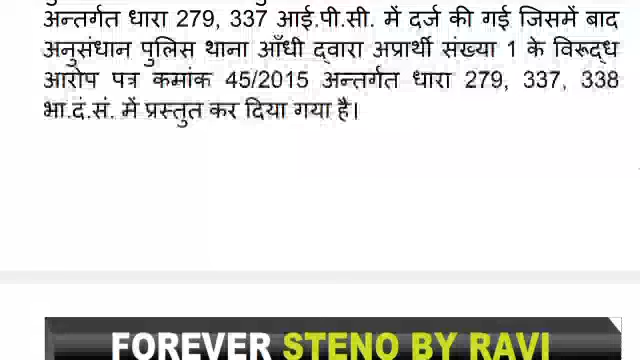 अन्तर्गत धारा 279, 337 आई.पी.सी. में दर्ज की गई जिसमें बाद
अनुसंधान पुलिस थाना आँधी द्वारा अप्रार्थी संख्या 1 के विरूद्ध
आरोप पत्र कमांक 45/2015 अन्तर्गत धारा 279, 337, 338
भा.दं.सं. में प्रस्तुत कर दिया गया है।
FOREVER STENO BY RAVI